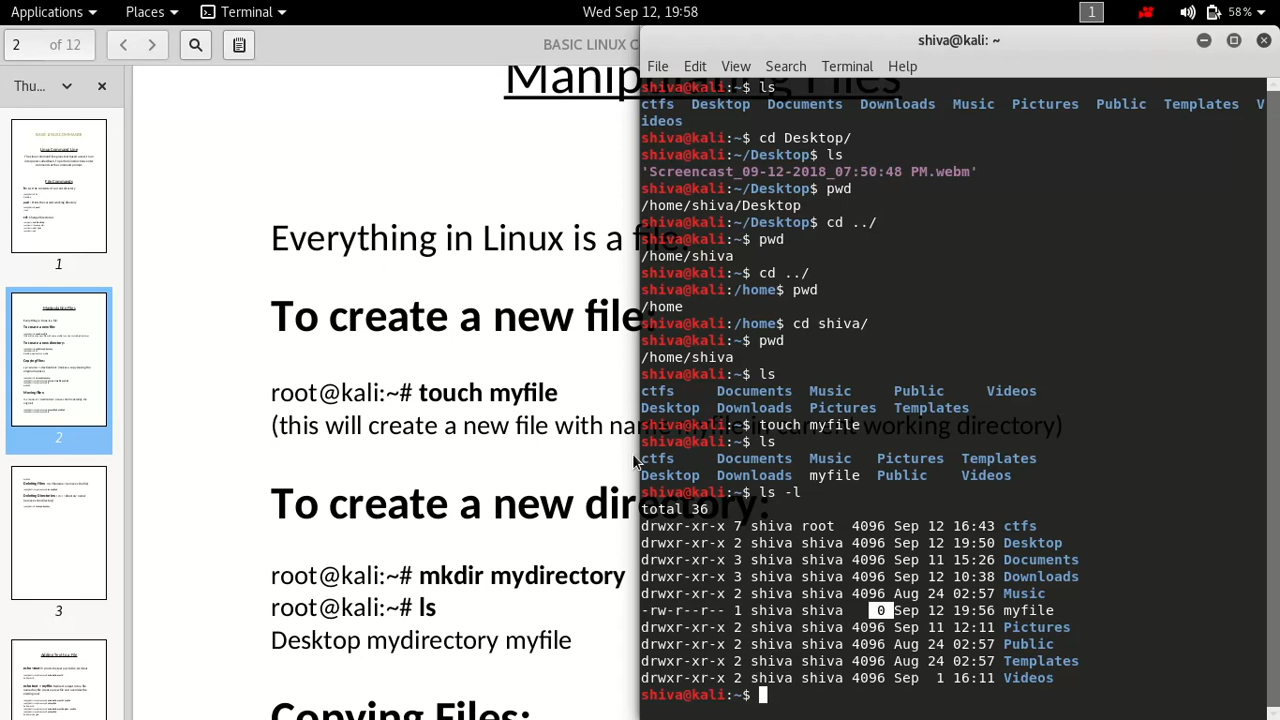 Applications Places Terminal Wed Sep 12, 19:58 1 58%
2 of 12 BASIC LINUX C
Thu...
1
2
3
Manipulating Files
Everything in Linux is a file.
To create a new file:
root@kali:~# touch myfile
(this will create a new file with name myfile in current working directory)
To create a new directory:
root@kali:~# mkdir mydirectory
root@kali:~# ls
Desktop mydirectory myfile
Copying Files:
shiva@kali: ~
File Edit View Search Terminal Help
shiva@kali:~$ ls
ctfs Desktop Documents Downloads Music Pictures Public Templates V
ideos
shiva@kali:~$ cd Desktop/
shiva@kali:~/Desktop$ ls
'Screencast_09-12-2018_07:50:48 PM.webm'
shiva@kali:~/Desktop$ pwd
/home/shiva/Desktop
shiva@kali:~/Desktop$ cd ../
shiva@kali:~$ pwd
/home/shiva
shiva@kali:~$ cd ../
shiva@kali:/home$ pwd
/home
shiva@kali:/home$ cd shiva/
shiva@kali:~$ pwd
/home/shiva
shiva@kali:~$ ls
ctfs Documents Music Public Videos
Desktop Downloads Pictures Templates
shiva@kali:~$ touch myfile
shiva@kali:~$ ls
ctfs Documents Music Pictures Templates
Desktop Downloads myfile Public Videos
shiva@kali:~$ ls -l
total 36
drwxr-xr-x 7 shiva root 4096 Sep 12 16:43 ctfs
drwxr-xr-x 2 shiva shiva 4096 Sep 12 19:50 Desktop
drwxr-xr-x 3 shiva shiva 4096 Sep 11 15:26 Documents
drwxr-xr-x 3 shiva shiva 4096 Sep 12 10:38 Downloads
drwxr-xr-x 2 shiva shiva 4096 Aug 24 02:57 Music
-rw-r--r-- 1 shiva shiva 0 Sep 12 19:56 myfile
drwxr-xr-x 2 shiva shiva 4096 Sep 11 12:11 Pictures
drwxr-xr-x 2 shiva shiva 4096 Aug 24 02:57 Public
drwxr-xr-x 2 shiva shiva 4096 Aug 24 02:57 Templates
drwxr-xr-x 2 shiva shiva 4096 Sep 1 16:11 Videos
shiva@kali:~$